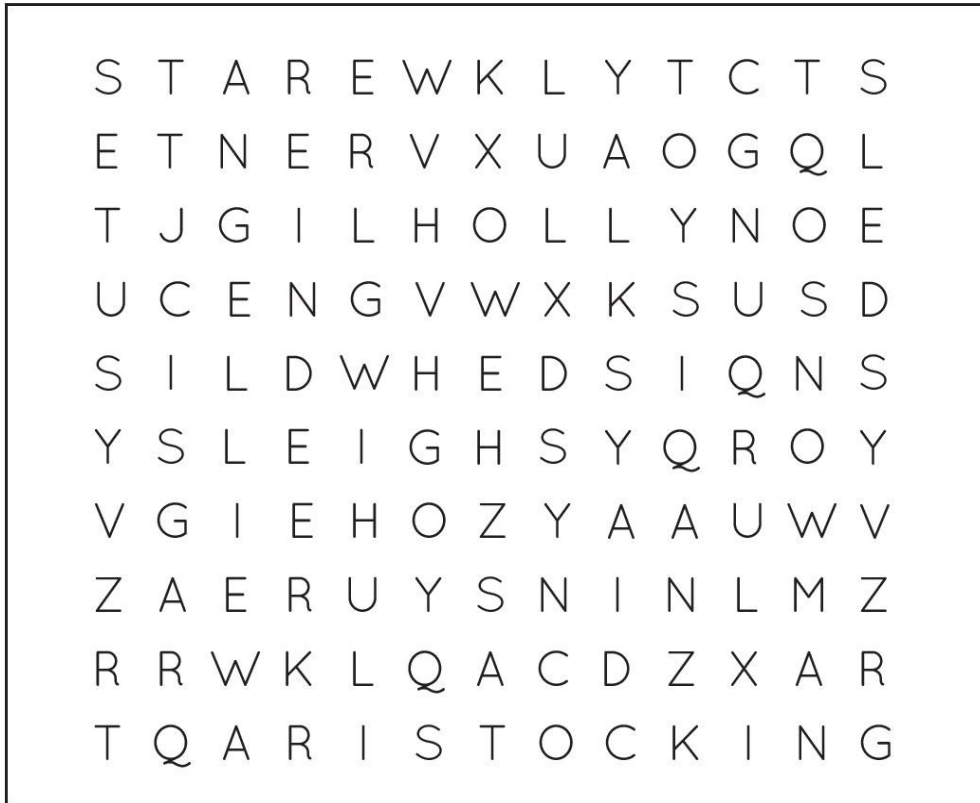 S T A R E W K L Y T C T S
E T N E R V X U A O G Q L
T J G I L H O L L Y N O E
U C E N G V W X K S U S D
S I L D W H E D S I Q N S
Y S L E I G H S Y Q R O Y
V G I E H O Z Y A A U W V
Z A E R U Y S N I N L M Z
R R W K L Q A C D Z X A R
T Q A R I S T O C K I N G